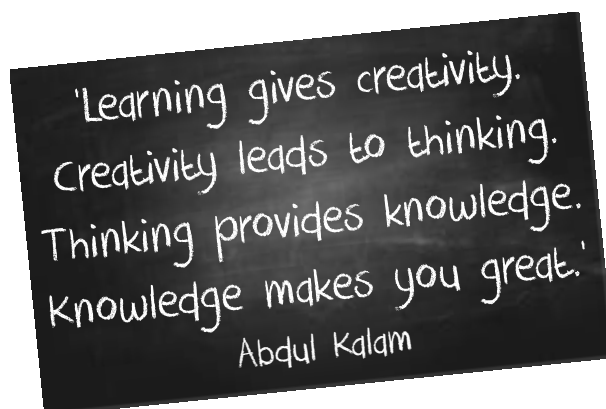 'Learning gives creativity.
Creativity leads to thinking.
Thinking provides knowledge.
Knowledge makes you great.'
Abdul Kalam